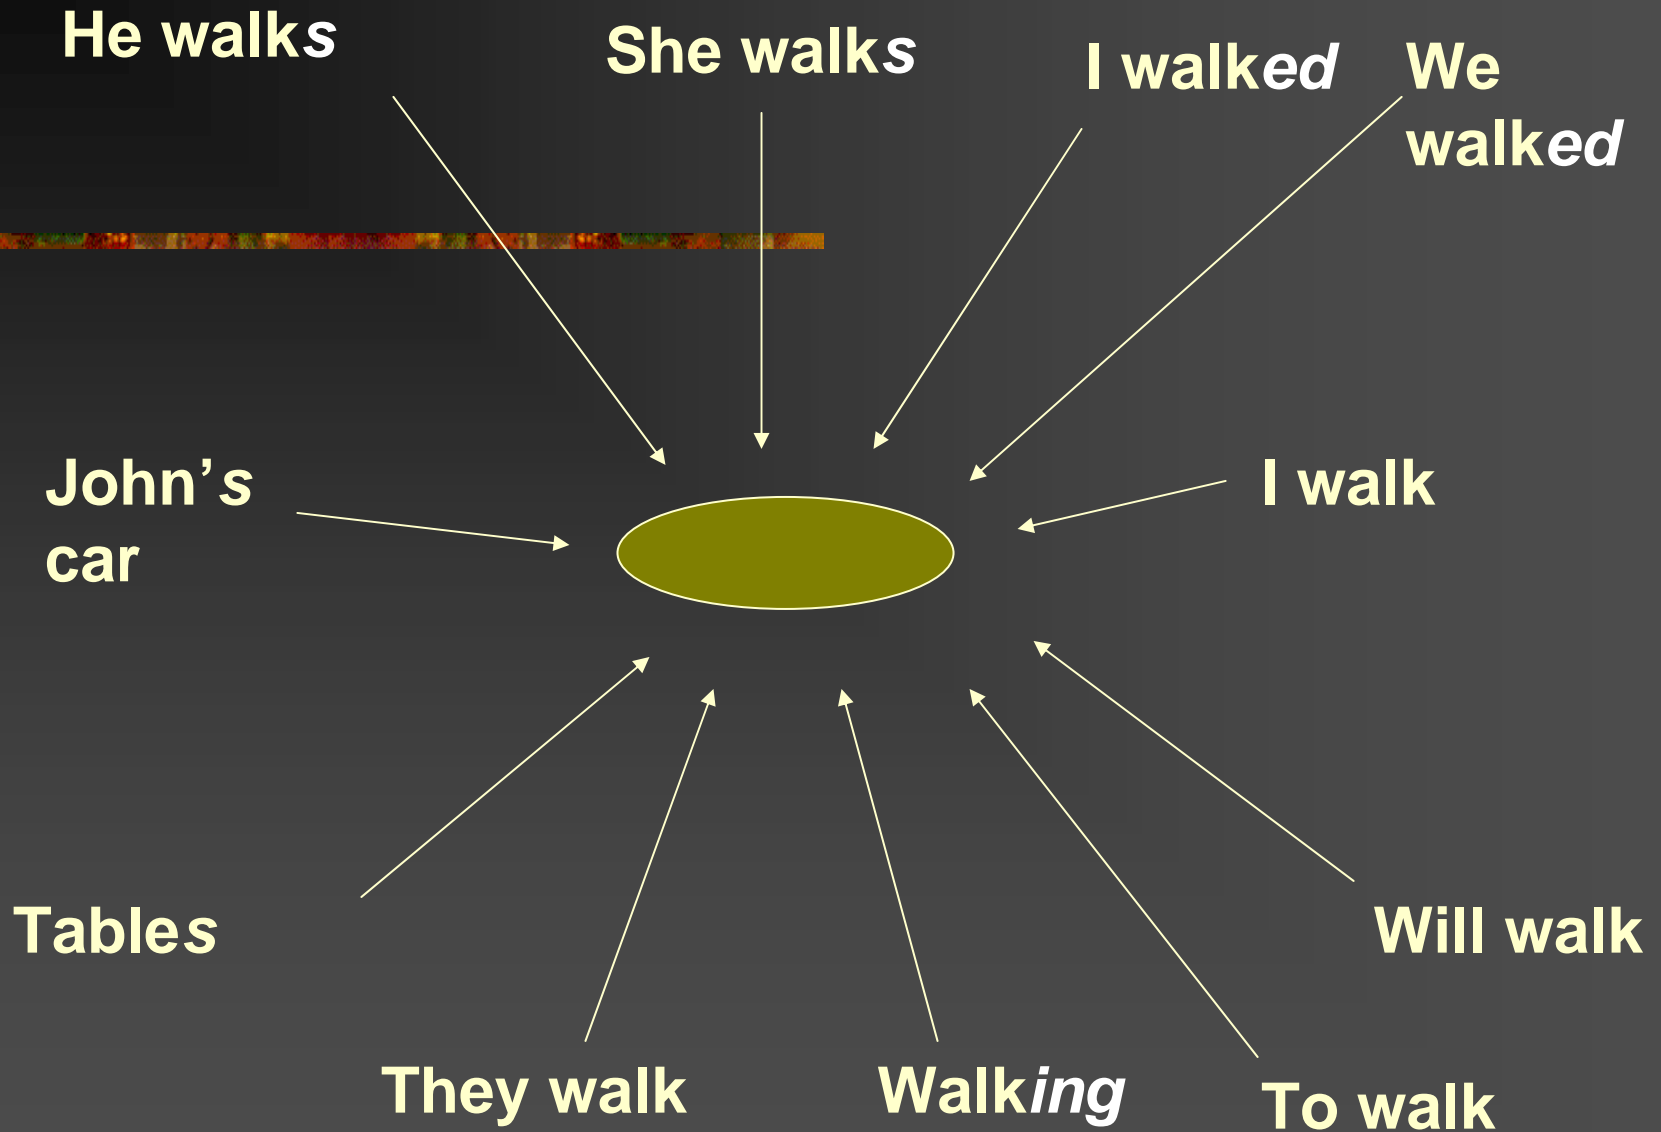 He walks
She walks
I walked
We
walked
John’s
car
I walk
Tables
Will walk
They walk
Walking
To walk